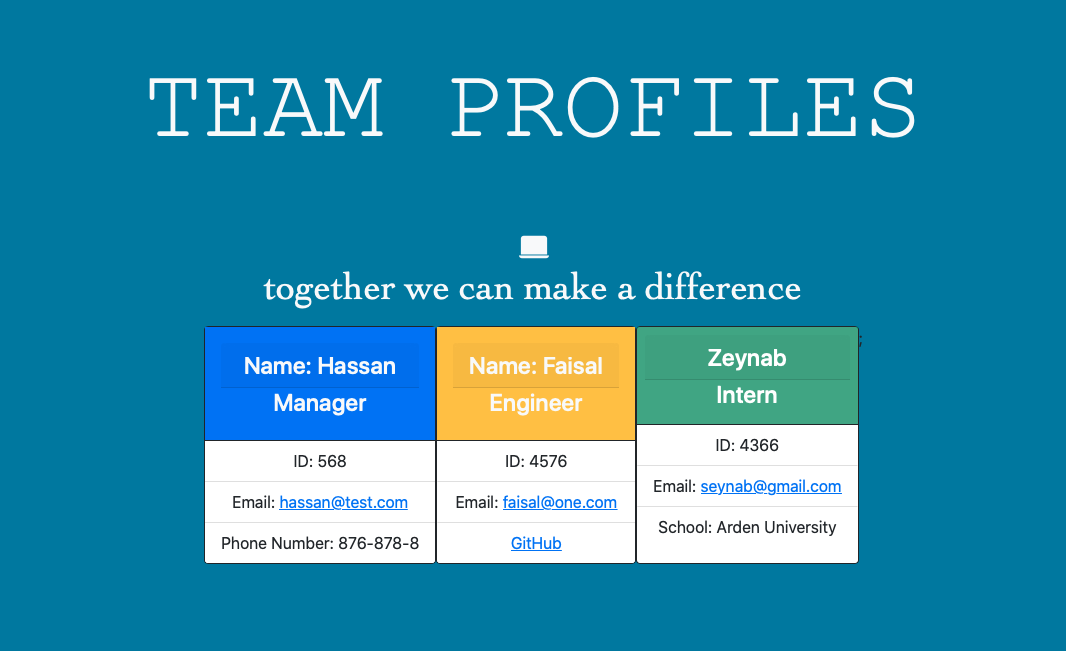 TEAM PROFILES
together we can make a difference
Name: Hassan
Manager
ID: 568
Email: hassan@test.com
Phone Number: 876-878-8
Name: Faisal
Engineer
ID: 4576
Email: faisal@one.com
GitHub
Zeynab
Intern
ID: 4366
Email: seynab@gmail.com
School: Arden University
;